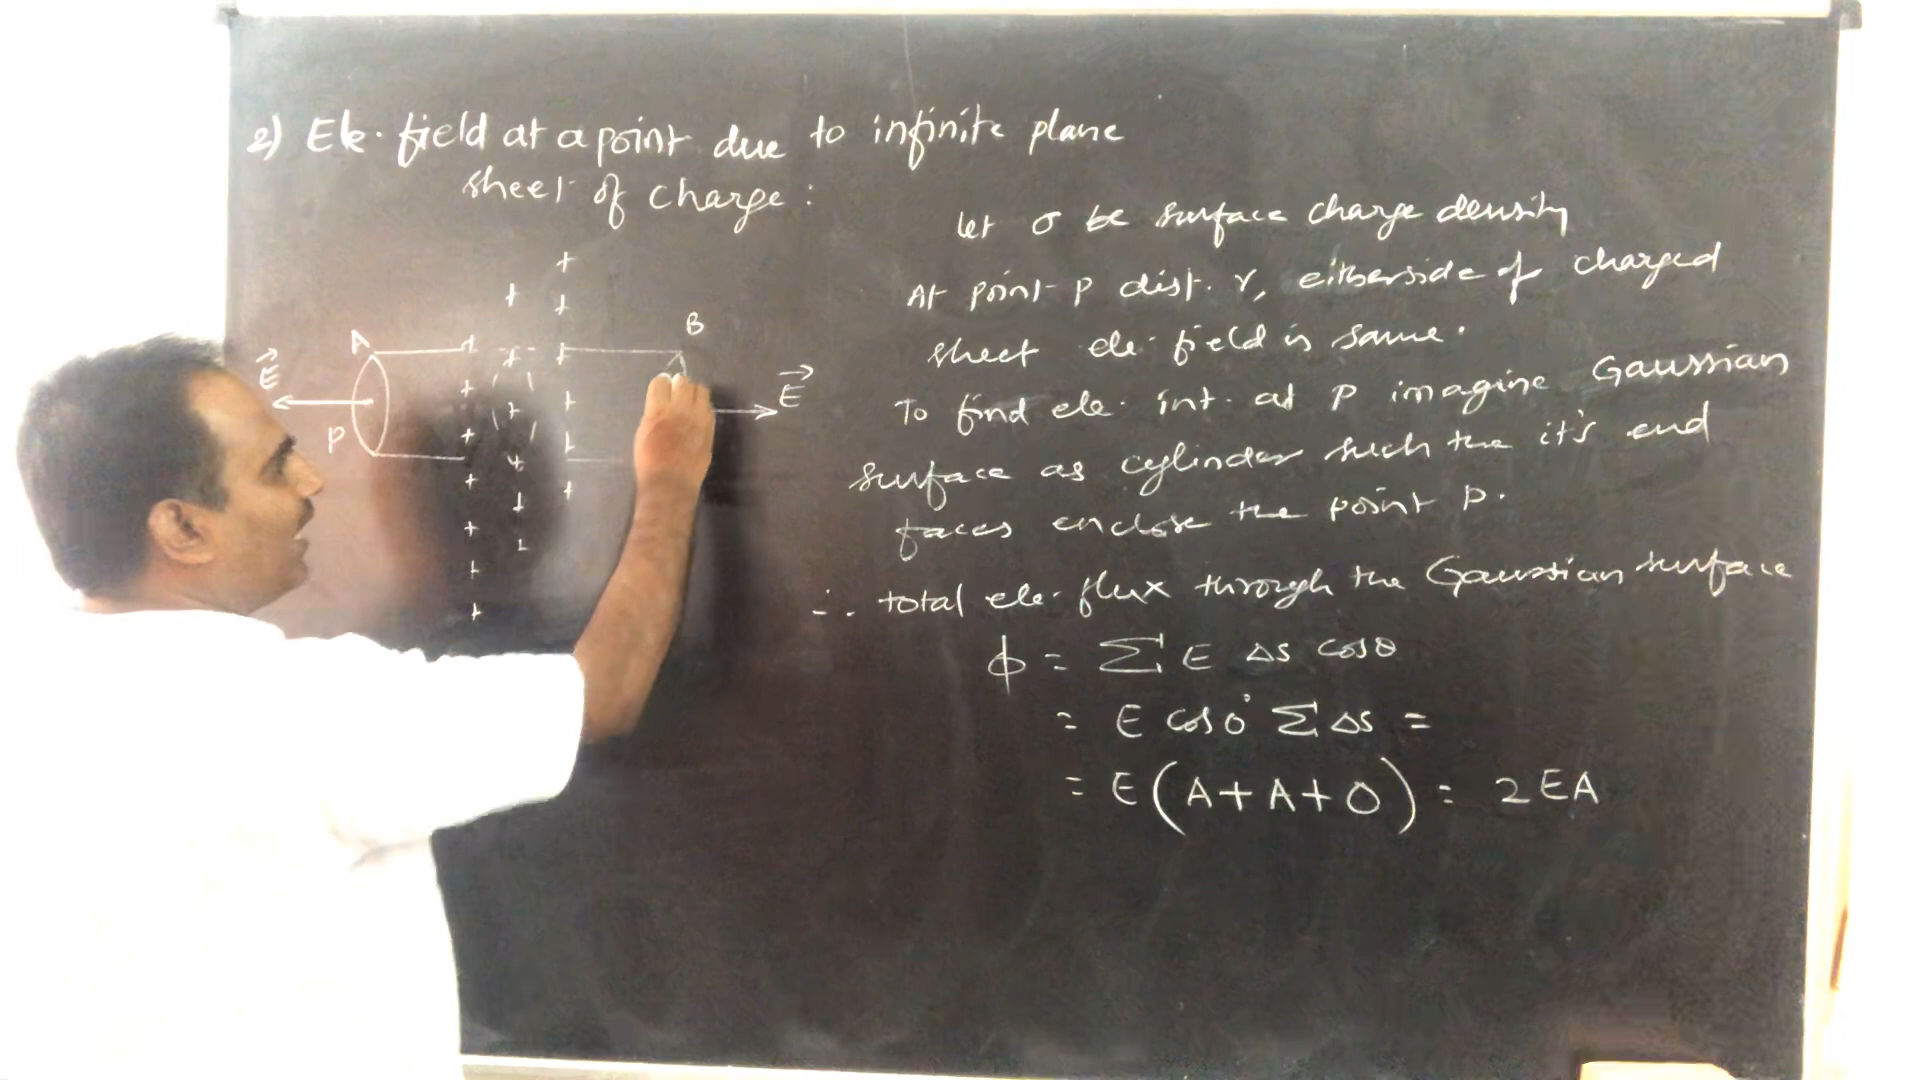 2) Ele. field at a point due to infinite plane
sheet of charge :
let σ be surface charge density
At point P dist. r, either side of charged
sheet ele. field is same.
To find ele. int. at P imagine Gaussian
surface as cylinder such the it's end
faces enclose the point P.
∴ total ele. flux through the Gaussian surface
ϕ = Σ E ΔS cosθ
= E cos0° Σ ΔS =
= E(A+A+0) = 2EA
A
B
E⃗
E⃗
P